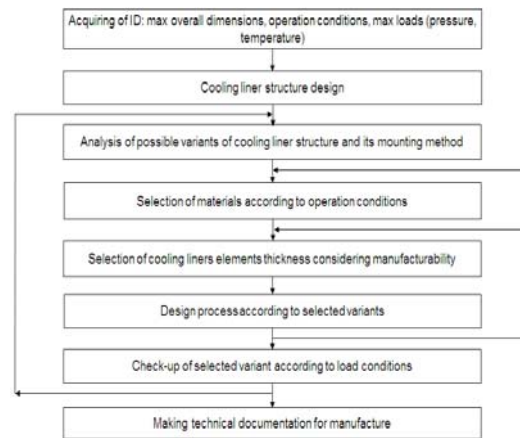 Acquiring of ID: max overall dimensions, operation conditions, max loads (pressure,
temperature)
Cooling liner structure design
Analysis of possible variants of cooling liner structure and its mounting method
Selection of materials according to operation conditions
Selection of cooling liners elements thickness considering manufacturability
Design process according to selected variants
Check-up of selected variant according to load conditions
Making technical documentation for manufacture